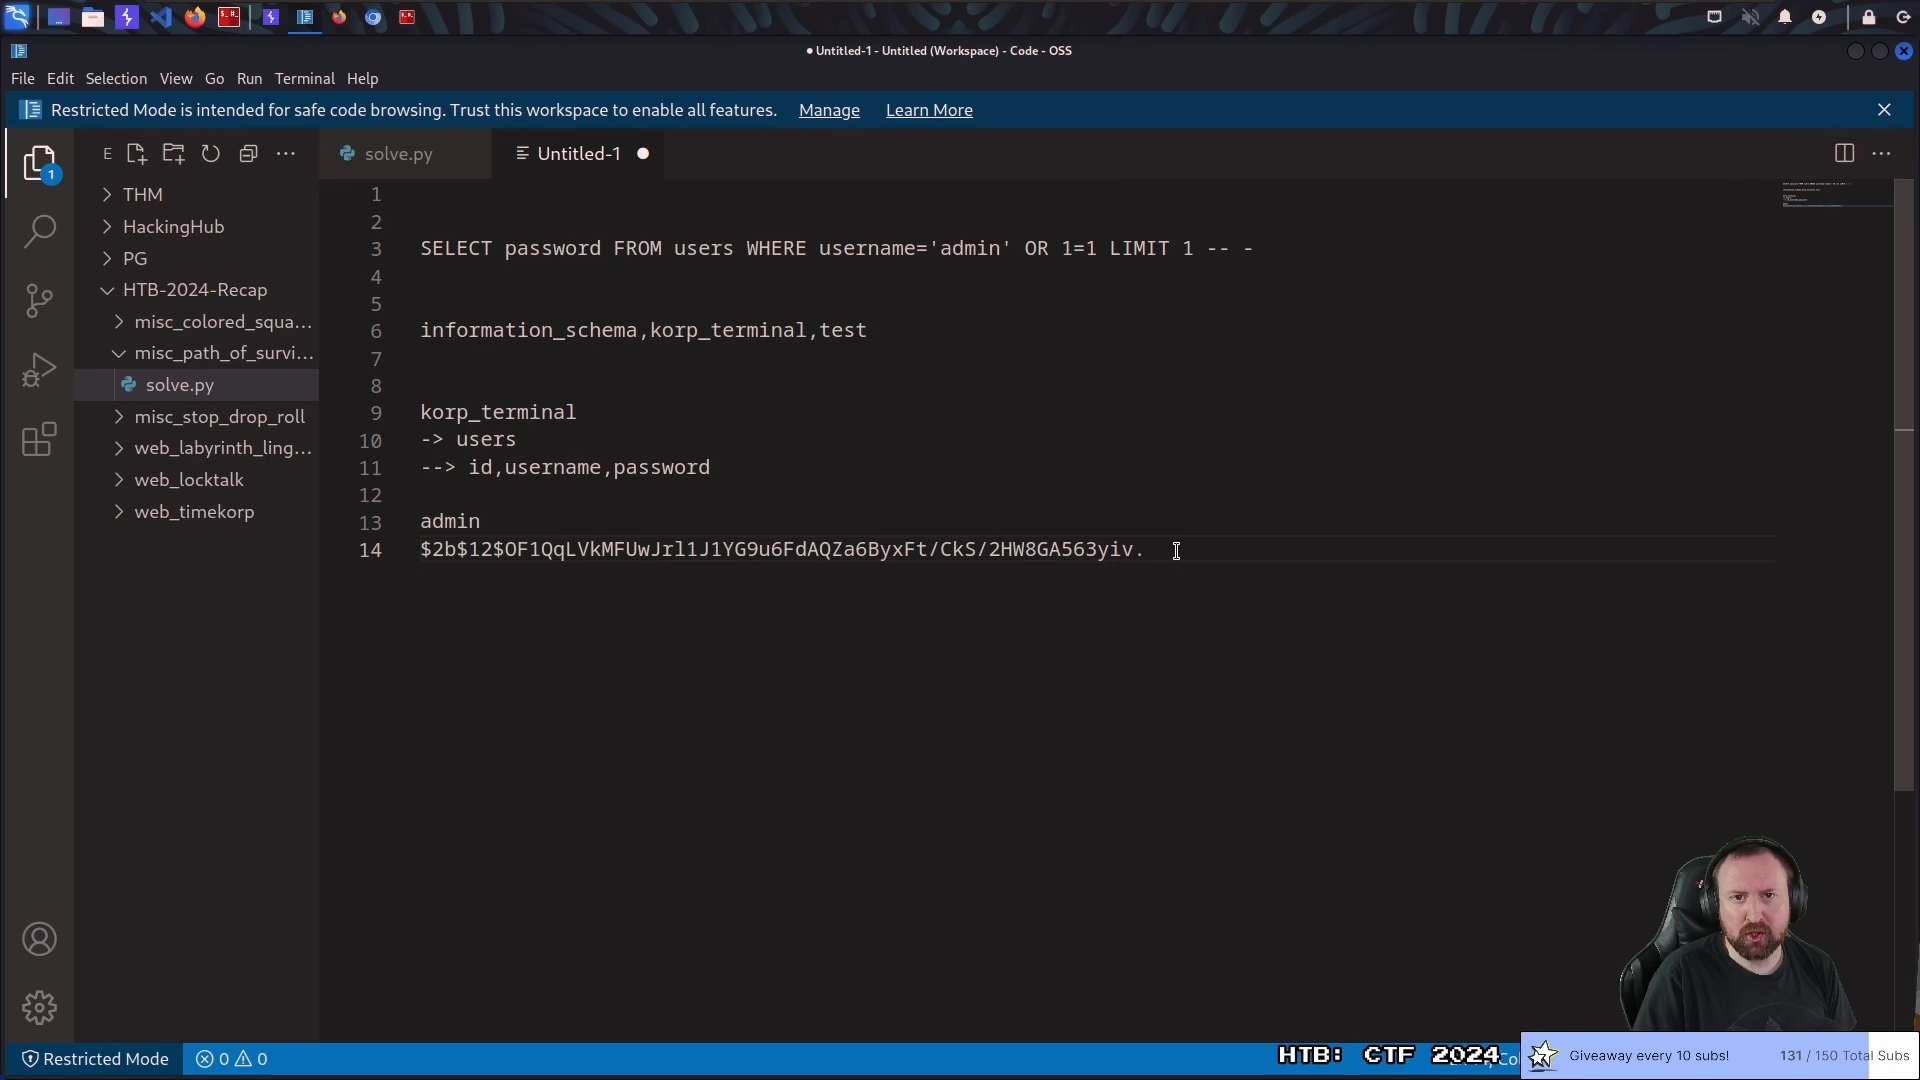 Untitled-1 - Untitled (Workspace) - Code - OSS
File Edit Selection View Go Run Terminal Help
Restricted Mode is intended for safe code browsing. Trust this workspace to enable all features. Manage Learn More
E
solve.py
Untitled-1
1
THM
HackingHub
PG
HTB-2024-Recap
misc_colored_squa...
misc_path_of_survi...
solve.py
misc_stop_drop_roll
web_labyrinth_ling...
web_locktalk
web_timekorp
1
2
3 SELECT password FROM users WHERE username='admin' OR 1=1 LIMIT 1 -- -
4
5
6 information_schema,korp_terminal,test
7
8
9 korp_terminal
10 -> users
11 --> id,username,password
12
13 admin
14 $2b$12$OF1QqLVkMFUwJrl1J1YG9u6FdAQZa6ByxFt/CkS/2HW8GA563yiv.
Restricted Mode
0 0
HTB: CTF 2024
Giveaway every 10 subs! 131 / 150 Total Subs